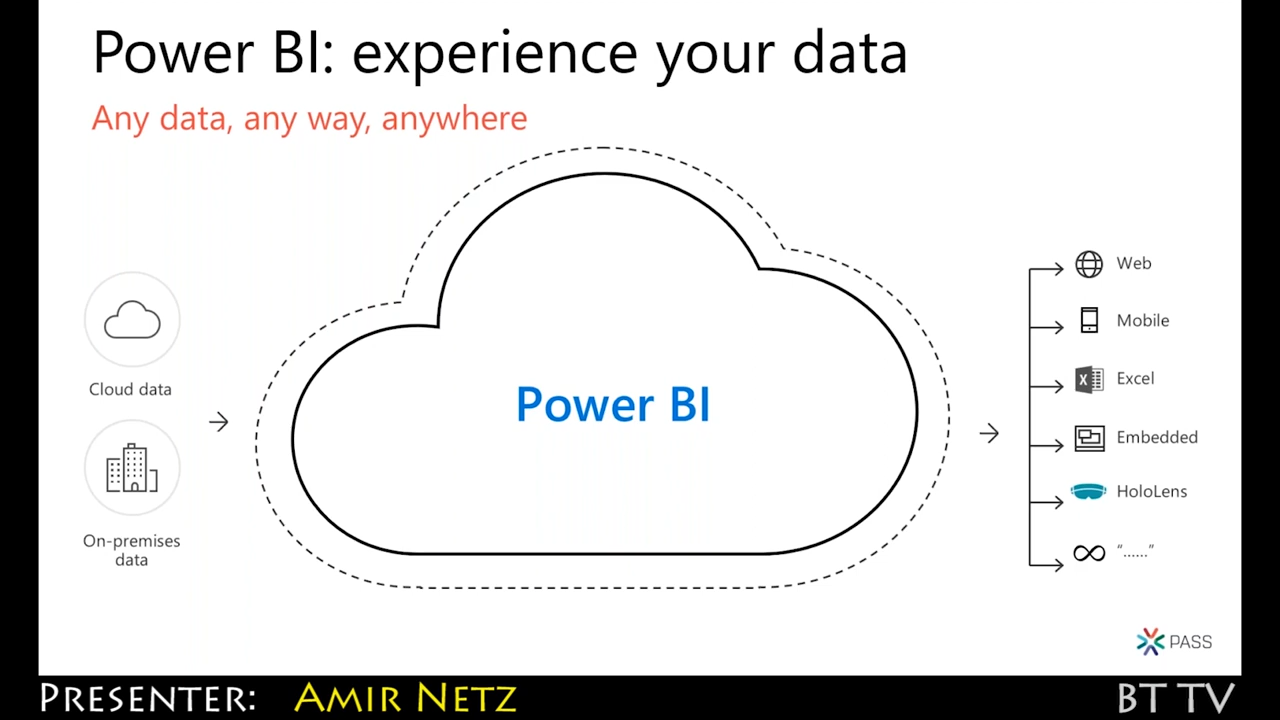 Power BI: experience your data
Any data, any way, anywhere
Cloud data
On-premises
data
Power BI
Web
Mobile
Excel
Embedded
HoloLens
"......"
PASS
PRESENTER: AMIR NETZ
BT TV